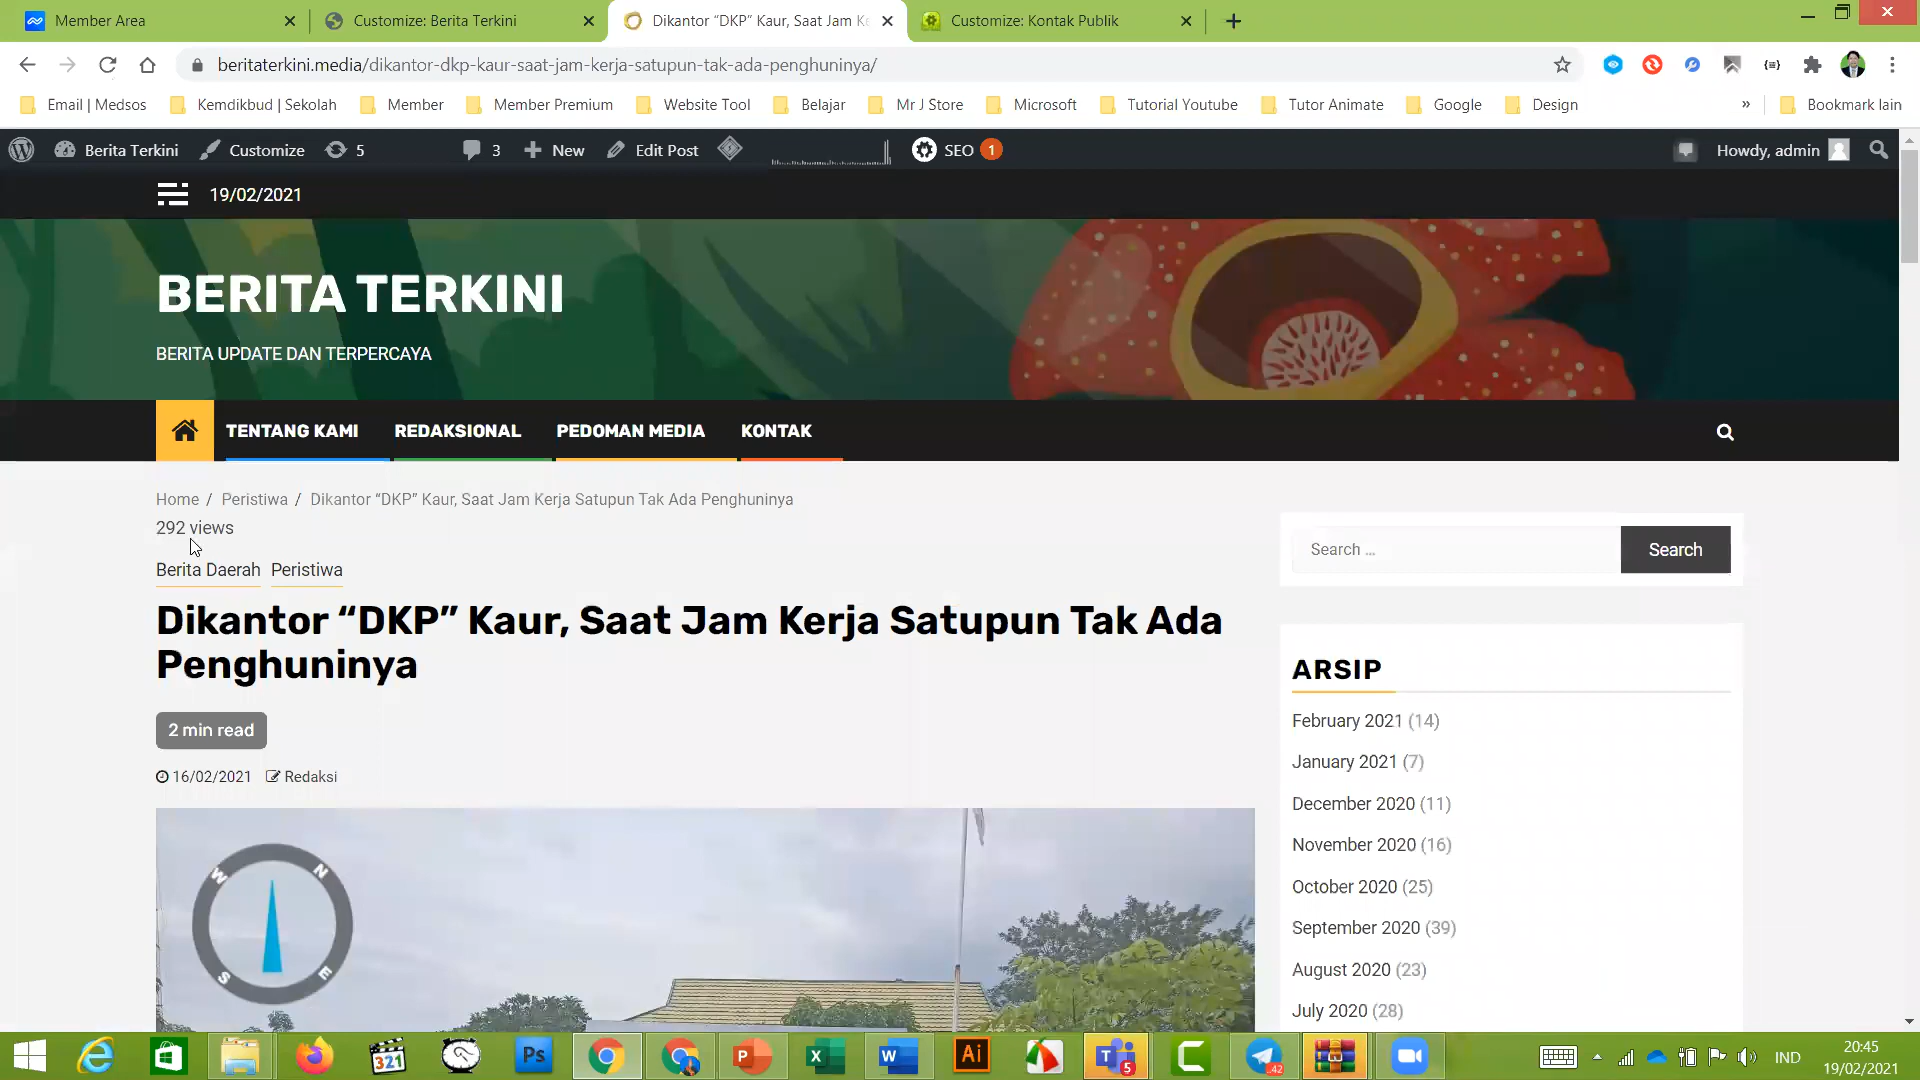 Member Area
Customize: Berita Terkini
Dikantor “DKP” Kaur, Saat Jam Ke
Customize: Kontak Publik
beritaterkini.media/dikantor-dkp-kaur-saat-jam-kerja-satupun-tak-ada-penghuninya/
Email | Medsos
Kemdikbud | Sekolah
Member
Member Premium
Website Tool
Belajar
Mr J Store
Microsoft
Tutorial Youtube
Tutor Animate
Google
Design
»
Bookmark lain
Berita Terkini
Customize
5
3
New
Edit Post
SEO 1
Howdy, admin
19/02/2021
BERITA TERKINI
BERITA UPDATE DAN TERPERCAYA
TENTANG KAMI
REDAKSIONAL
PEDOMAN MEDIA
KONTAK
Home / Peristiwa / Dikantor “DKP” Kaur, Saat Jam Kerja Satupun Tak Ada Penghuninya
292 views
Berita Daerah Peristiwa
Dikantor “DKP” Kaur, Saat Jam Kerja Satupun Tak Ada
Penghuninya
2 min read
16/02/2021 Redaksi
W N
S E
Search …
Search
ARSIP
February 2021 (14)
January 2021 (7)
December 2020 (11)
November 2020 (16)
October 2020 (25)
September 2020 (39)
August 2020 (23)
July 2020 (28)
321
Ps
P
X
W
Ai
T
5
42
IND
20:45
19/02/2021